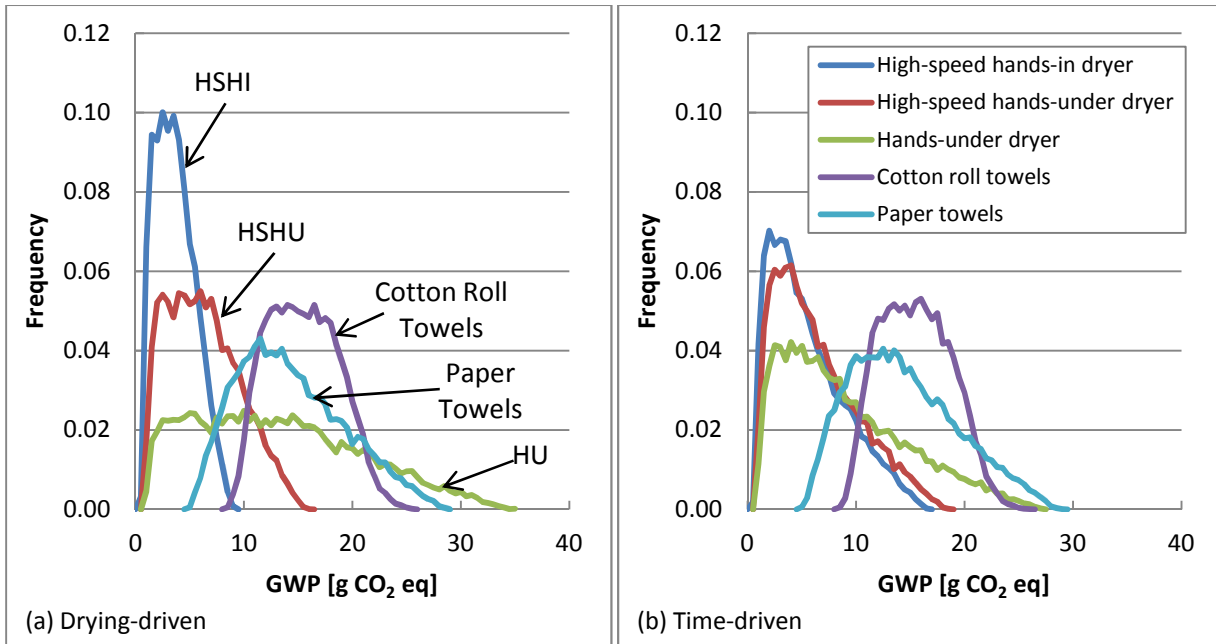 0.12
0.10
0.08
0.06
0.04
0.02
0.00
Frequency
HSHI
HSHU
Cotton Roll
Towels
Paper
Towels
HU
0 10 20 30 40
GWP [g CO₂ eq]
(a) Drying-driven
0.12
0.10
0.08
0.06
0.04
0.02
0.00
Frequency
High-speed hands-in dryer
High-speed hands-under dryer
Hands-under dryer
Cotton roll towels
Paper towels
0 10 20 30 40
GWP [g CO₂ eq]
(b) Time-driven